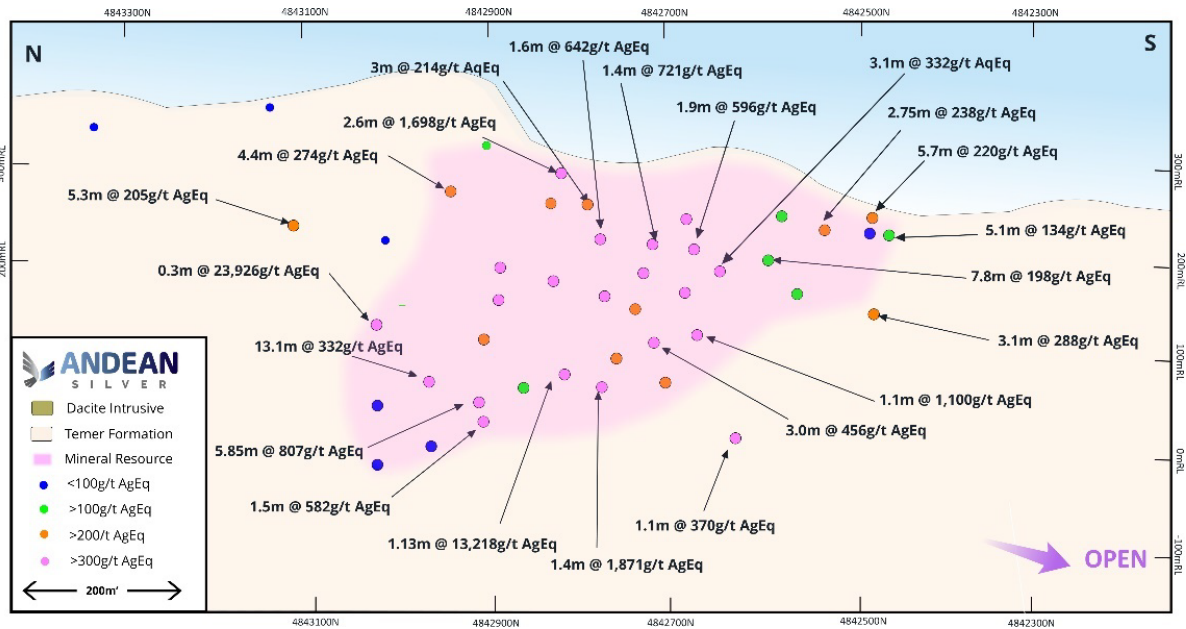 4843300N 4843100N 4842900N 4842700N 4842500N 4842300N
N
S
1.6m @ 642g/t AgEq
3m @ 214g/t AqEq
1.4m @ 721g/t AgEq
3.1m @ 332g/t AqEq
1.9m @ 596g/t AgEq
2.75m @ 238g/t AgEq
2.6m @ 1,698g/t AgEq
4.4m @ 274g/t AgEq
5.7m @ 220g/t AgEq
300mRL
300mRL
5.3m @ 205g/t AgEq
5.1m @ 134g/t AgEq
200mRL
200mRL
0.3m @ 23,926g/t AgEq
7.8m @ 198g/t AgEq
13.1m @ 332g/t AgEq
3.1m @ 288g/t AgEq
100mRL
1.1m @ 1,100g/t AgEq
3.0m @ 456g/t AgEq
5.85m @ 807g/t AgEq
0mRL
1.5m @ 582g/t AgEq
1.1m @ 370g/t AgEq
1.13m @ 13,218g/t AgEq
1.4m @ 1,871g/t AgEq
-100mRL
OPEN
ANDEAN
SILVER
Dacite Intrusive
Temer Formation
Mineral Resource
<100g/t AgEq
>100g/t AgEq
>200/t AgEq
>300g/t AgEq
200m'
4843100N 4842900N 4842700N 4842500N 4842300N